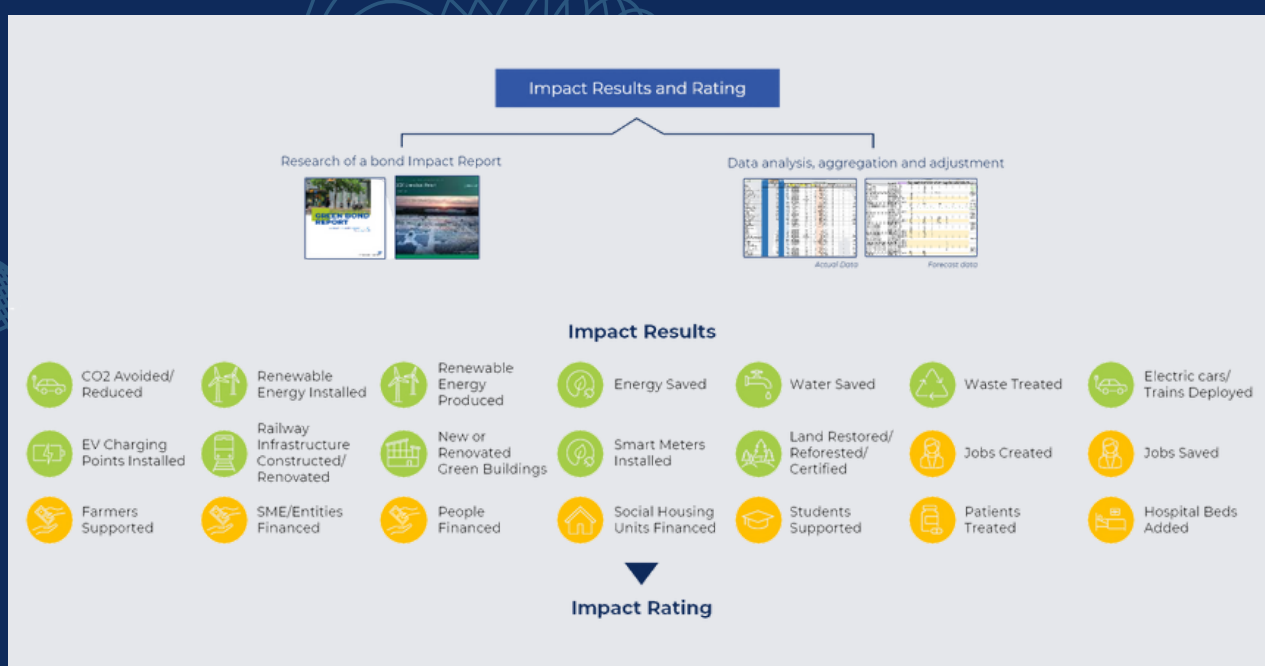 Impact Results and Rating
Research of a bond Impact Report
Data analysis, aggregation and adjustment
GREEN BOND
REPORT
Actual Data
Forecast data
Impact Results
CO2 Avoided/
Reduced
Renewable
Energy Installed
Renewable
Energy
Produced
Energy Saved
Water Saved
Waste Treated
Electric cars/
Trains Deployed
EV Charging
Points Installed
Railway
Infrastructure
Constructed/
Renovated
New or
Renovated
Green Buildings
Smart Meters
Installed
Land Restored/
Reforested/
Certified
Jobs Created
Jobs Saved
Farmers
Supported
SME/Entities
Financed
People
Financed
Social Housing
Units Financed
Students
Supported
Patients
Treated
Hospital Beds
Added
Impact Rating